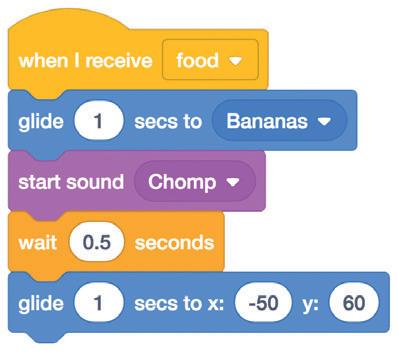 when I receive food
glide 1 secs to Bananas
start sound Chomp
wait 0.5 seconds
glide 1 secs to x: -50 y: 60